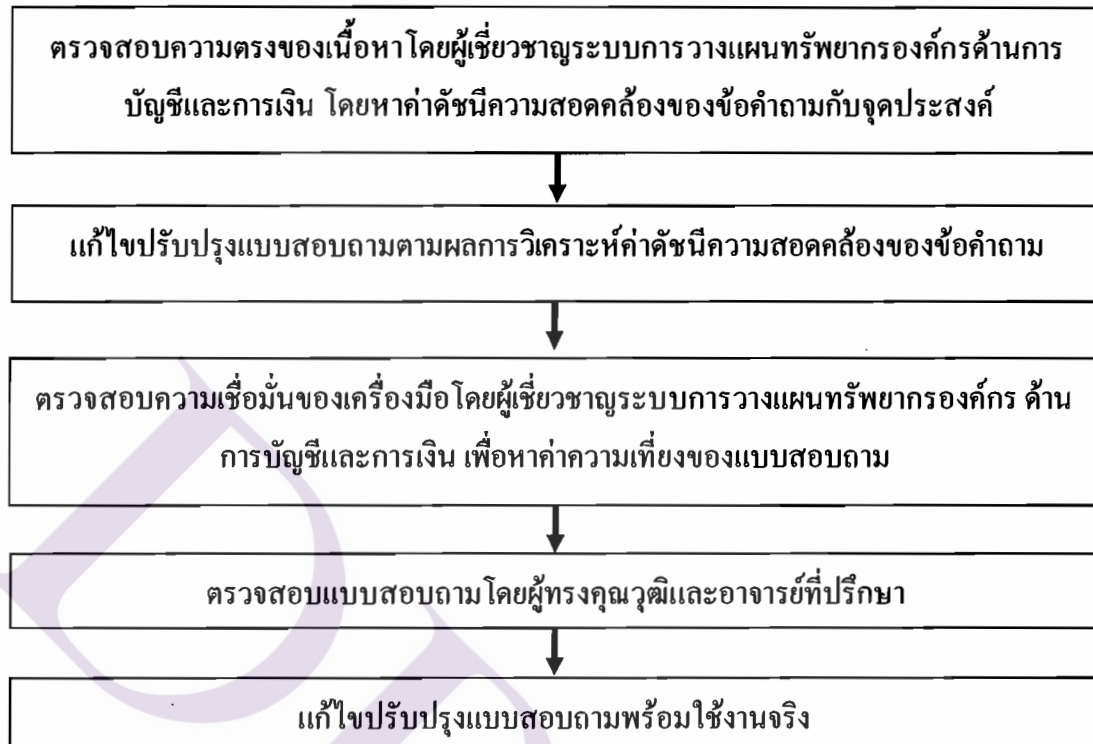 ตรวจสอบความตรงของเนื้อหาโดยผู้เชี่ยวชาญระบบการวางแผนทรัพยากรองค์กรด้านการ
บัญชีและการเงิน โดยหาค่าดัชนีความสอดคล้องของข้อคำถามกับจุดประสงค์
แก้ไขปรับปรุงแบบสอบถามตามผลการวิเคราะห์ค่าดัชนีความสอดคล้องของข้อคำถาม
ตรวจสอบความเชื่อมั่นของเครื่องมือโดยผู้เชี่ยวชาญระบบการวางแผนทรัพยากรองค์กร ด้าน
การบัญชีและการเงิน เพื่อหาค่าความเที่ยงของแบบสอบถาม
ตรวจสอบแบบสอบถามโดยผู้ทรงคุณวุฒิและอาจารย์ที่ปรึกษา
แก้ไขปรับปรุงแบบสอบถามพร้อมใช้งานจริง